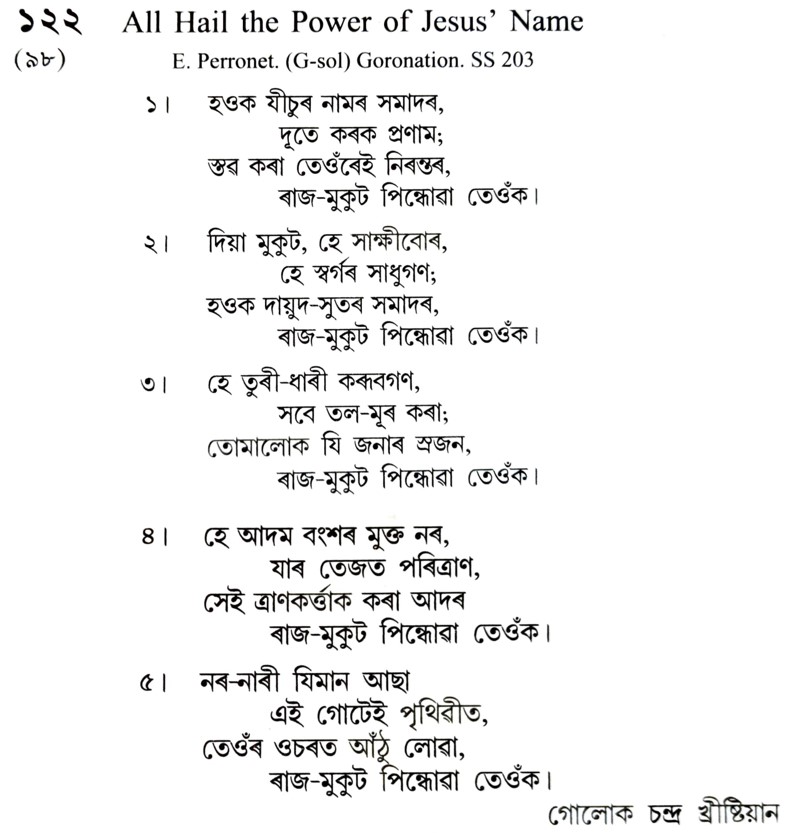 ১২২ All Hail the Power of Jesus’ Name
(৯৮) E. Perronet. (G-sol) Goronation. SS 203
১। হওক যীচুৰ নামৰ সমাদৰ,
দূতে কৰক প্ৰণাম;
স্তৱ কৰা তেওঁৰেই নিৰন্তৰ,
ৰাজ-মুকুট পিন্ধোৱা তেওঁক।
২। দিয়া মুকুট, হে সাক্ষীবোৰ,
হে স্বৰ্গৰ সাধুগণ;
হওক দায়ুদ-সুতৰ সমাদৰ,
ৰাজ-মুকুট পিন্ধোৱা তেওঁক।
৩। হে তুৰী-ধাৰী কৰূবগণ,
সবে তল-মূৰ কৰা;
তোমালোক যি জনাৰ স্ৰজন,
ৰাজ-মুকুট পিন্ধোৱা তেওঁক।
৪। হে আদম বংশৰ মুক্ত নৰ,
যাৰ তেজত পৰিত্ৰাণ,
সেই ত্ৰাণকৰ্ত্তাক কৰা আদৰ
ৰাজ-মুকুট পিন্ধোৱা তেওঁক।
৫। নৰ-নাৰী যিমান আছা
এই গোটেই পৃথিৱীত,
তেওঁৰ ওচৰত আঁঠু লোৱা,
ৰাজ-মুকুট পিন্ধোৱা তেওঁক।
গোলোক চন্দ্ৰ খ্ৰীষ্টিয়ান